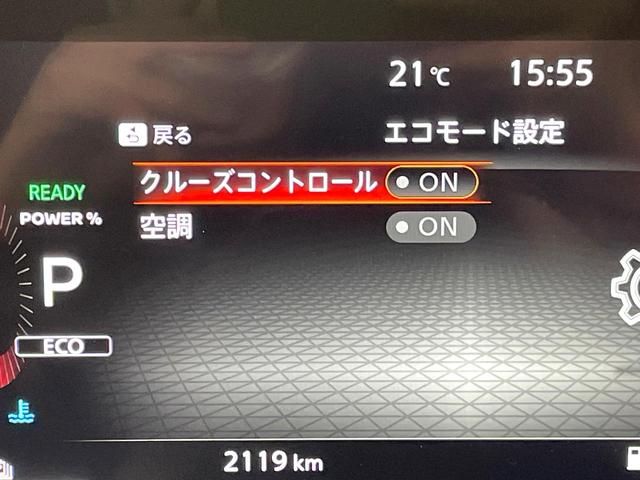 21℃ 15:55
戻る エコモード設定
クルーズコントロール ON
空調 ON
READY
POWER %
P
ECO
2119 km